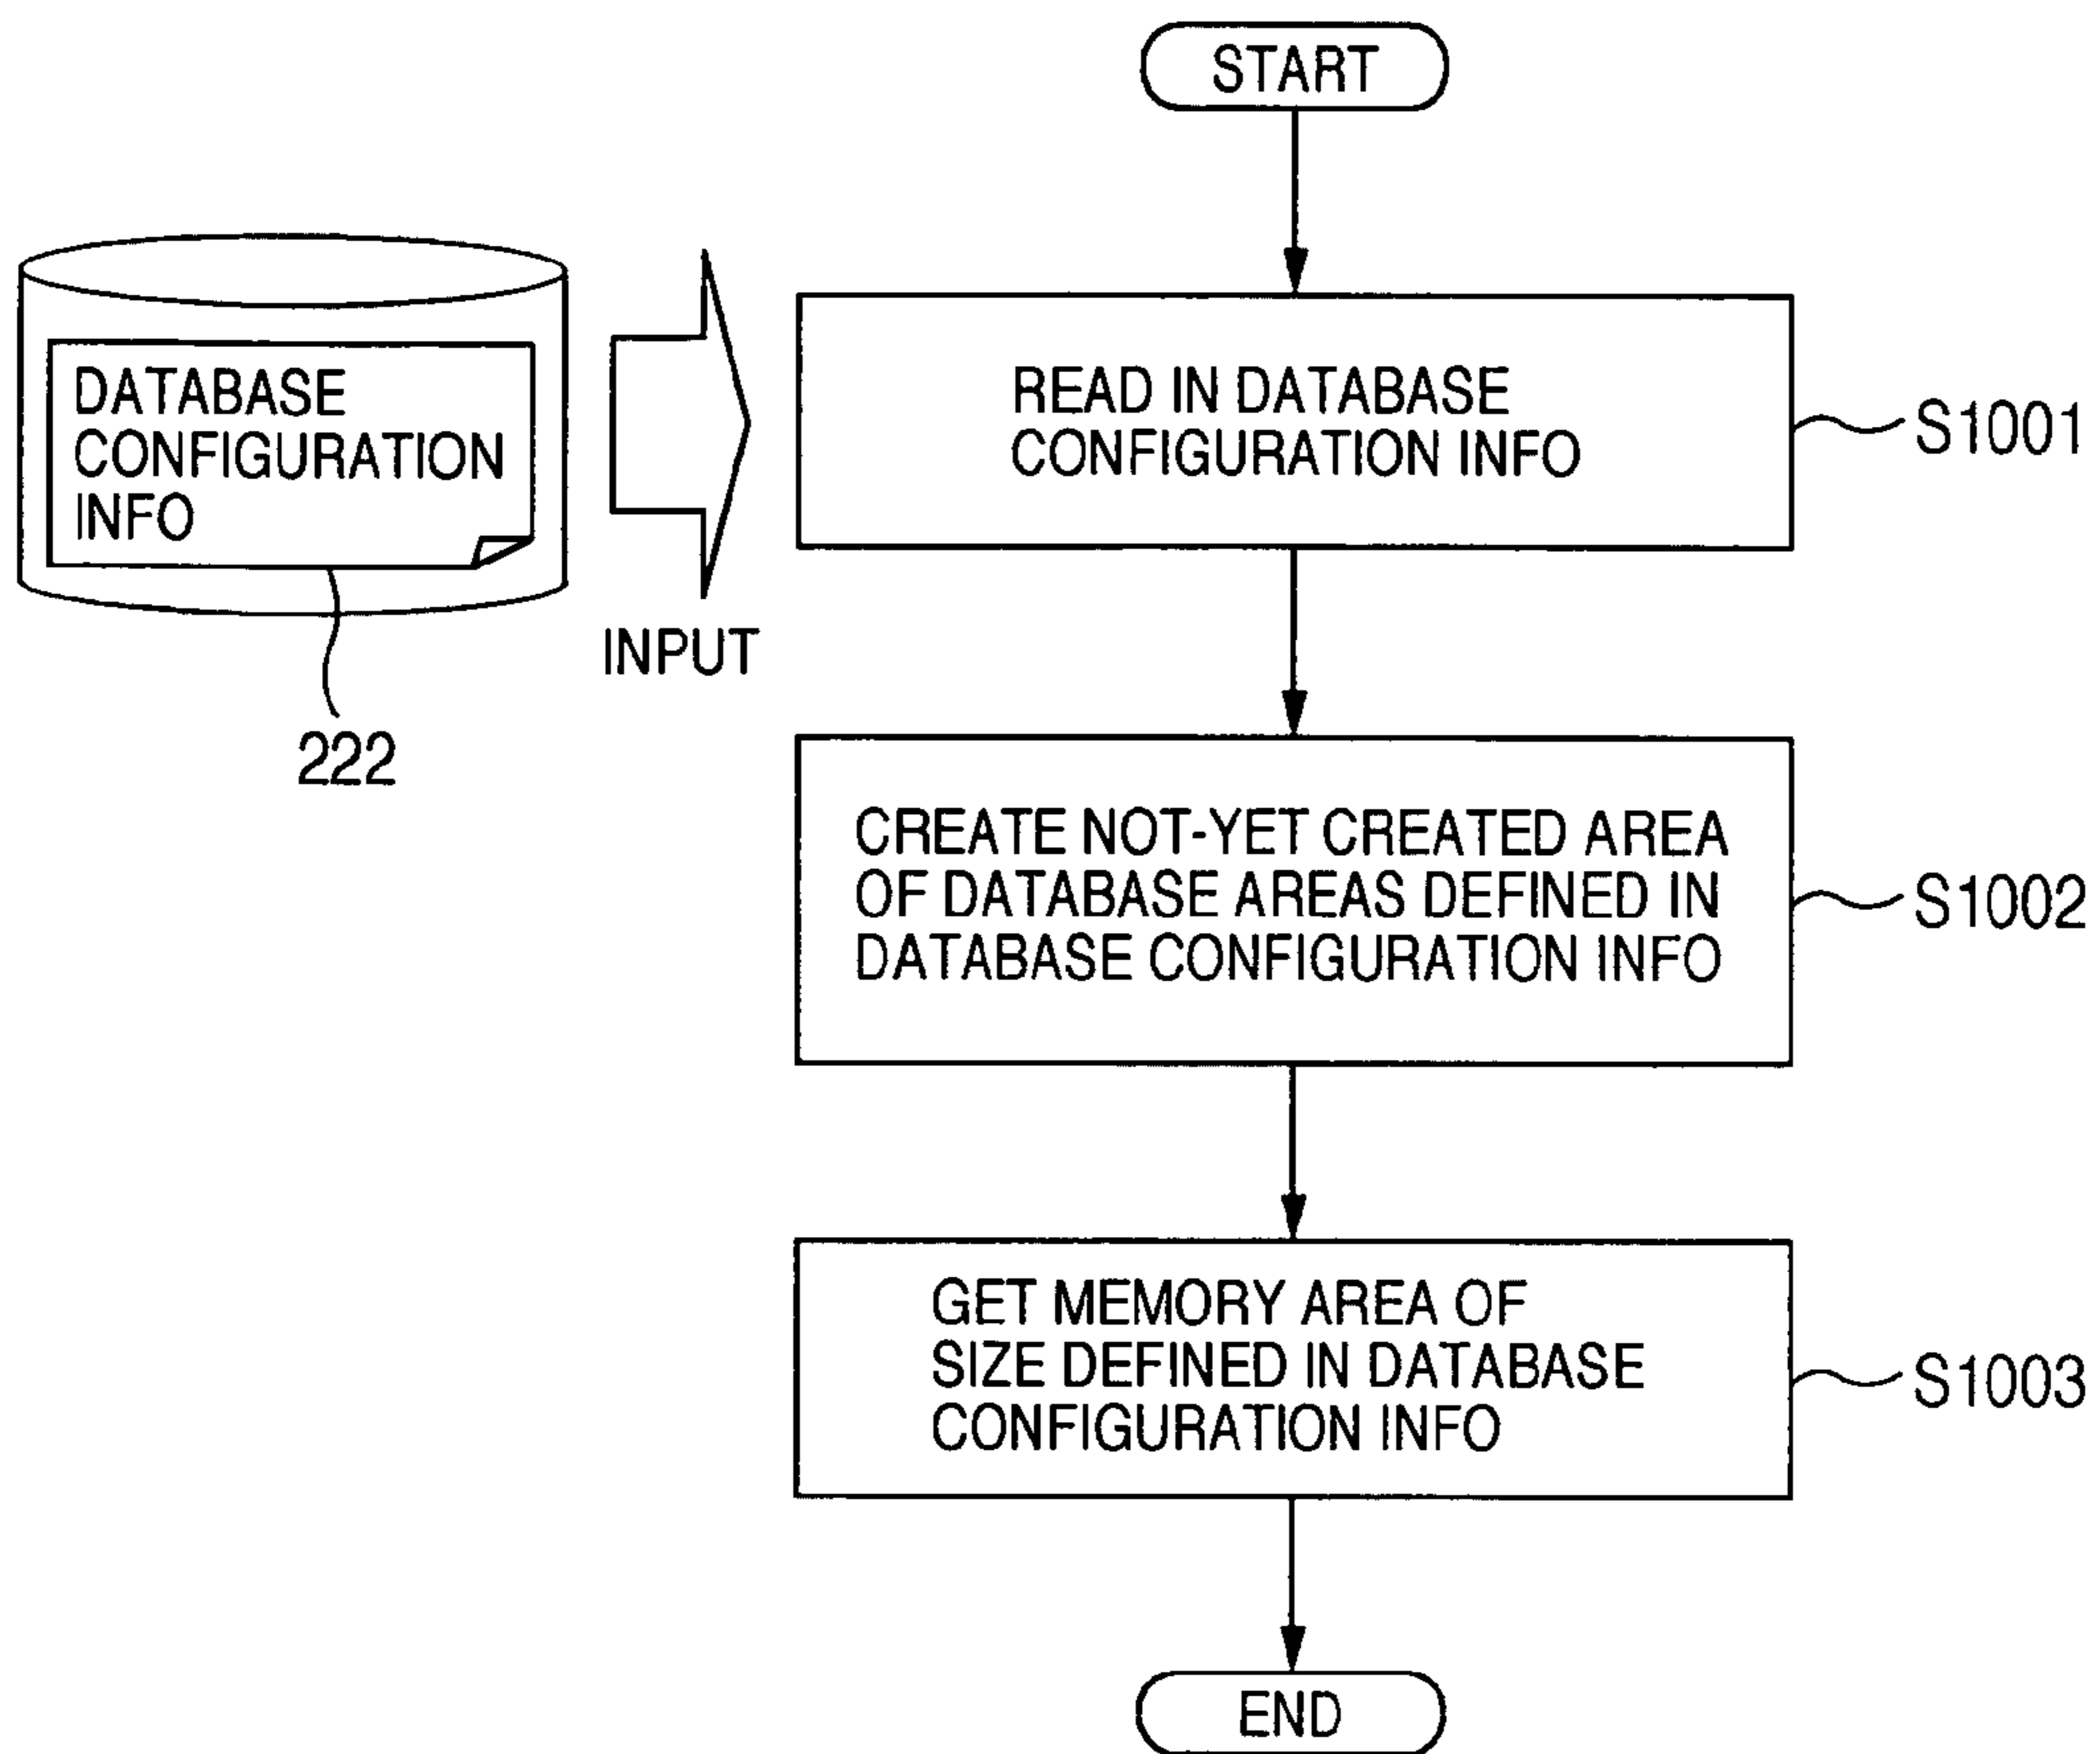 START
DATABASE
CONFIGURATION
INFO
222
INPUT
READ IN DATABASE
CONFIGURATION INFO
S1001
CREATE NOT-YET CREATED AREA
OF DATABASE AREAS DEFINED IN
DATABASE CONFIGURATION INFO
S1002
GET MEMORY AREA OF
SIZE DEFINED IN DATABASE
CONFIGURATION INFO
S1003
END